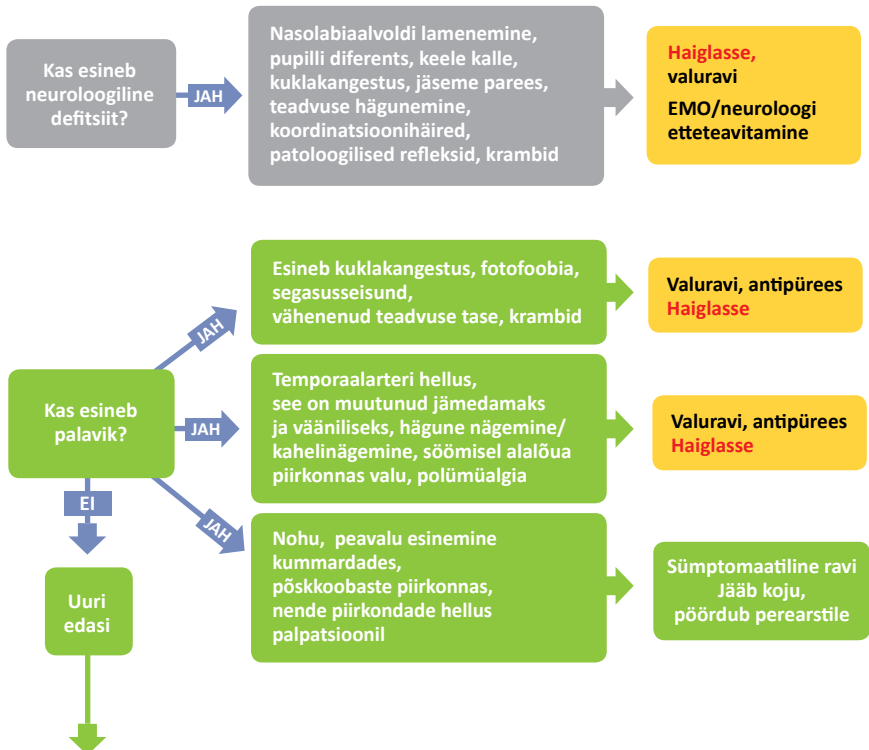 Kas esineb
neuroloogiline
defitsiit?
JAH
Nasolabiaalvoldi lamenemine,
pupilli diferents, keele kalle,
kuklakangestus, jäseme parees,
teadvuse hägunemine,
koordinatsioonihäired,
patoloogilised refleksid, krambid
Haiglasse,
valuravi
EMO/neuroloogi
etteteavitamine
Kas esineb
palavik?
JAH
Esineb kuklakangestus, fotofoobia,
segasusseisund,
vähenenud teadvuse tase, krambid
Valuravi, antipürees
Haiglasse
JAH
Temporaalarteri hellus,
see on muutunud jämedamaks
ja vääniliseks, hägune nägemine/
kahelinägemine, söömisel alalõua
piirkonnas valu, polümüalgia
Valuravi, antipürees
Haiglasse
JAH
Nohu, peavalu esinemine
kummardades,
põskkoobaste piirkonnas,
nende piirkondade hellus
palpatsioonil
Sümptomaatiline ravi
Jääb koju,
pöördub perearstile
EI
Uuri
edasi